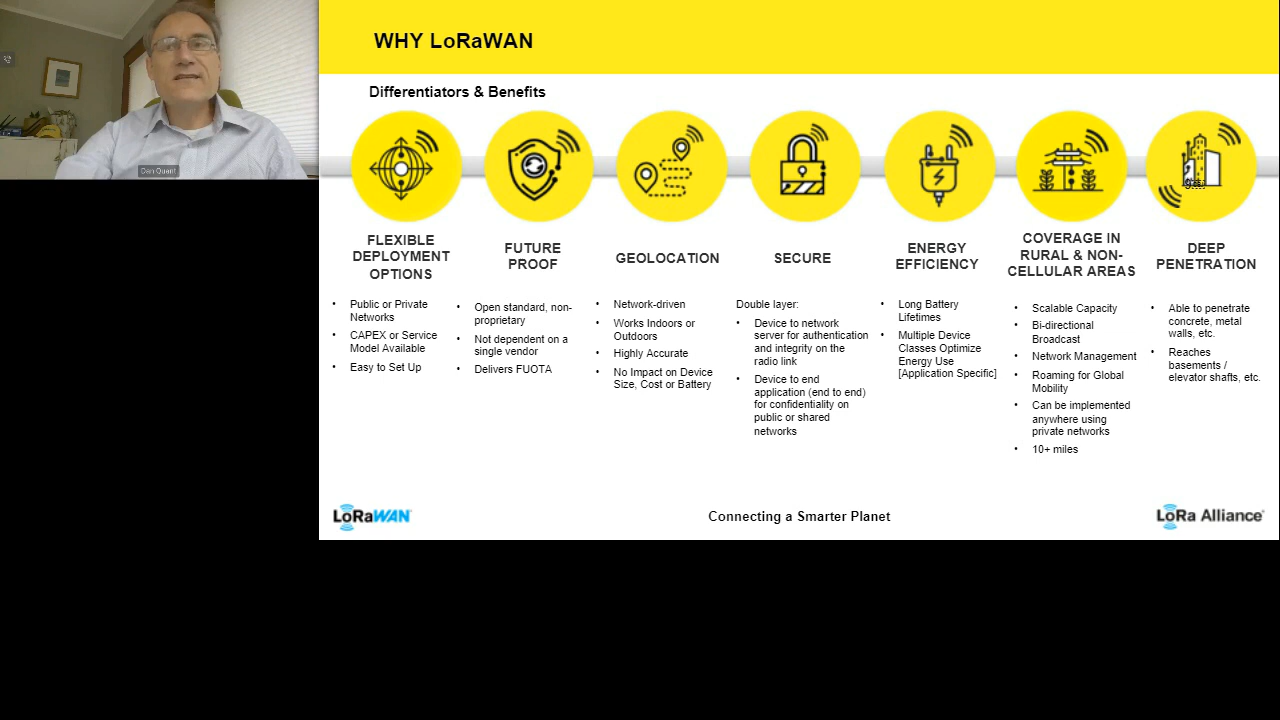 Dan Quant
WHY LoRaWAN
Differentiators & Benefits
FLEXIBLE
DEPLOYMENT
OPTIONS
• Public or Private
Networks
• CAPEX or Service
Model Available
• Easy to Set Up
FUTURE
PROOF
• Open standard, non-
proprietary
• Not dependent on a
single vendor
• Delivers FUOTA
GEOLOCATION
• Network-driven
• Works Indoors or
Outdoors
• Highly Accurate
• No Impact on Device
Size, Cost or Battery
SECURE
Double layer:
• Device to network
server for authentication
and integrity on the
radio link
• Device to end
application (end to end)
for confidentiality on
public or shared
networks
ENERGY
EFFICIENCY
• Long Battery
Lifetimes
• Multiple Device
Classes Optimize
Energy Use
[Application Specific]
COVERAGE IN
RURAL & NON-
CELLULAR AREAS
• Scalable Capacity
• Bi-directional
Broadcast
• Network Management
• Roaming for Global
Mobility
• Can be implemented
anywhere using
private networks
• 10+ miles
DEEP
PENETRATION
• Able to penetrate
concrete, metal
walls, etc.
• Reaches
basements /
elevator shafts, etc.
LoRaWAN
Connecting a Smarter Planet
LoRa Alliance